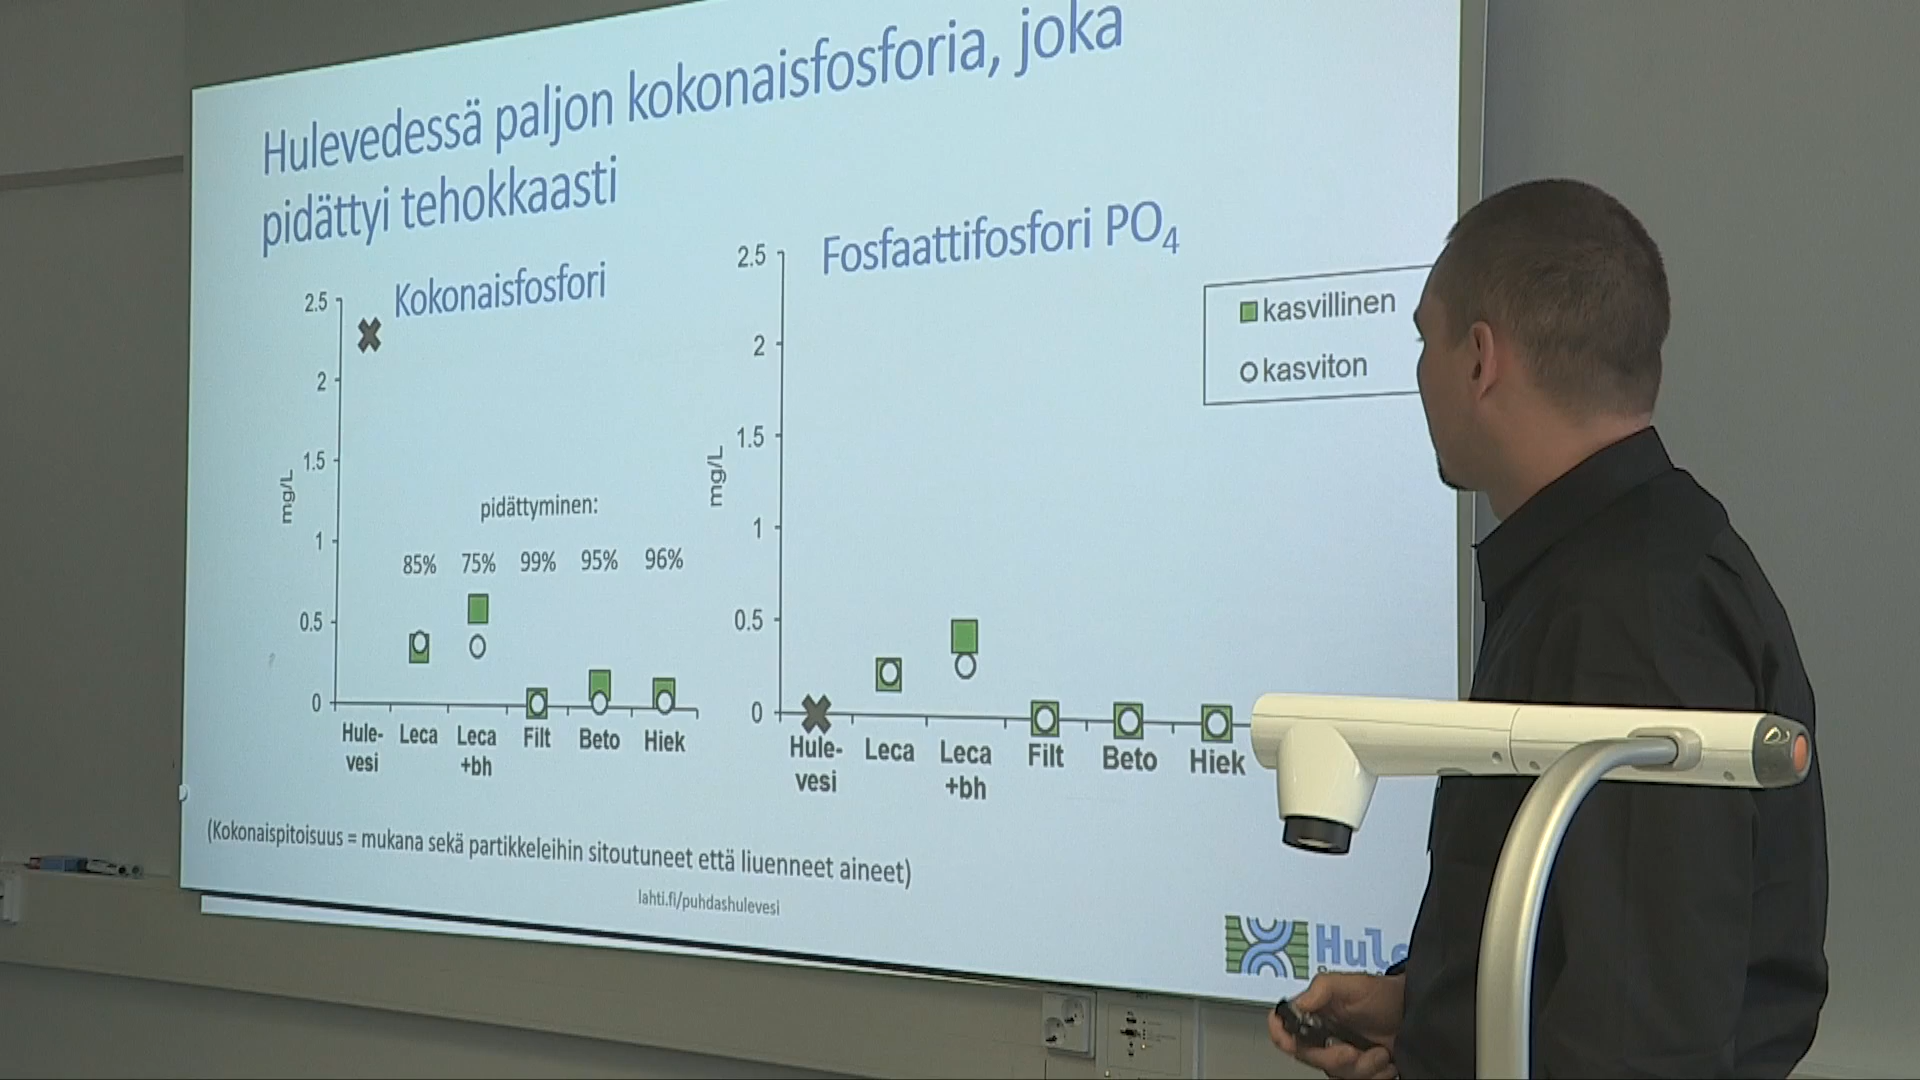 Hulevedessä paljon kokonaisfosforia, joka
pidättyi tehokkaasti
Kokonaisfosfori
2.5
2
1.5
1
0.5
0
mg/L
pidättyminen:
85% 75% 99% 95% 96%
Hule-
vesi
Leca
Leca
+bh
Filt
Beto
Hiek
Fosfaattifosfori PO4
2.5
2
1.5
1
0.5
0
mg/L
Hule-
vesi
Leca
Leca
+bh
Filt
Beto
Hiek
kasvillinen
kasviton
(Kokonaispitoisuus = mukana sekä partikkeleihin sitoutuneet että liuenneet aineet)
lahti.fi/puhdashulevesi
Hule